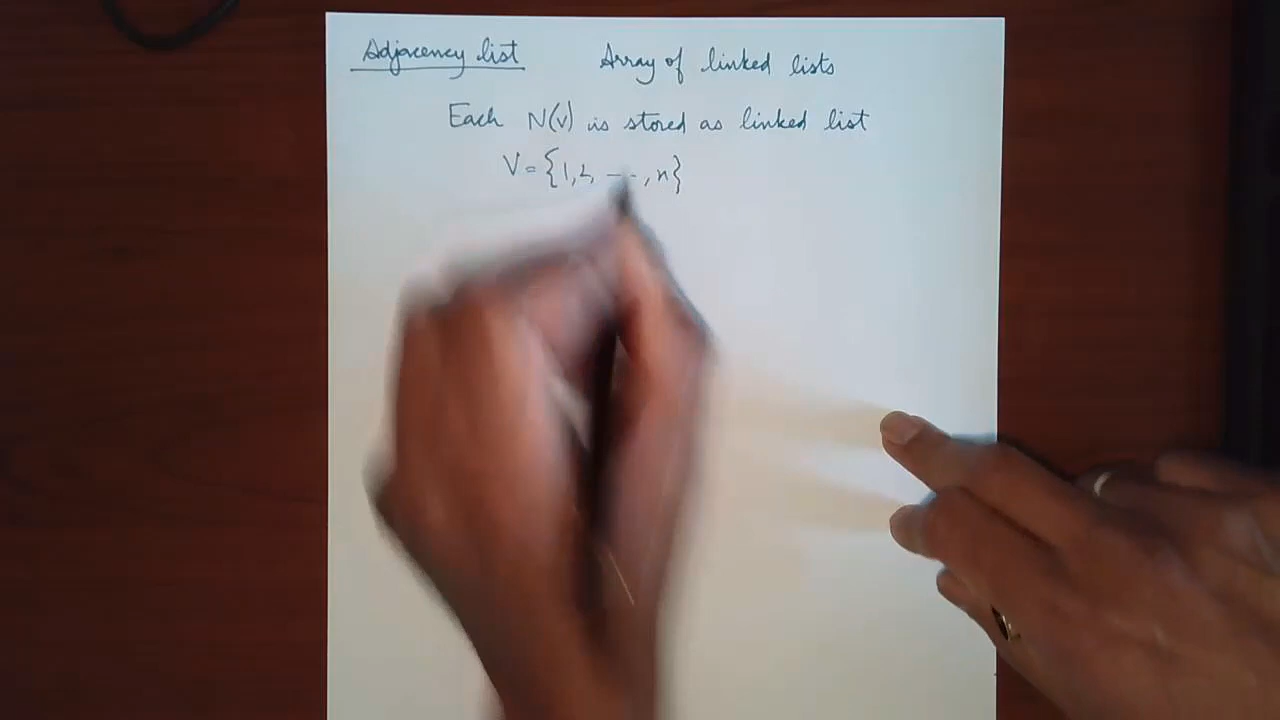 Adjacency list Array of linked lists
Each N(v) is stored as linked list
V = {1, 2, ---, n}